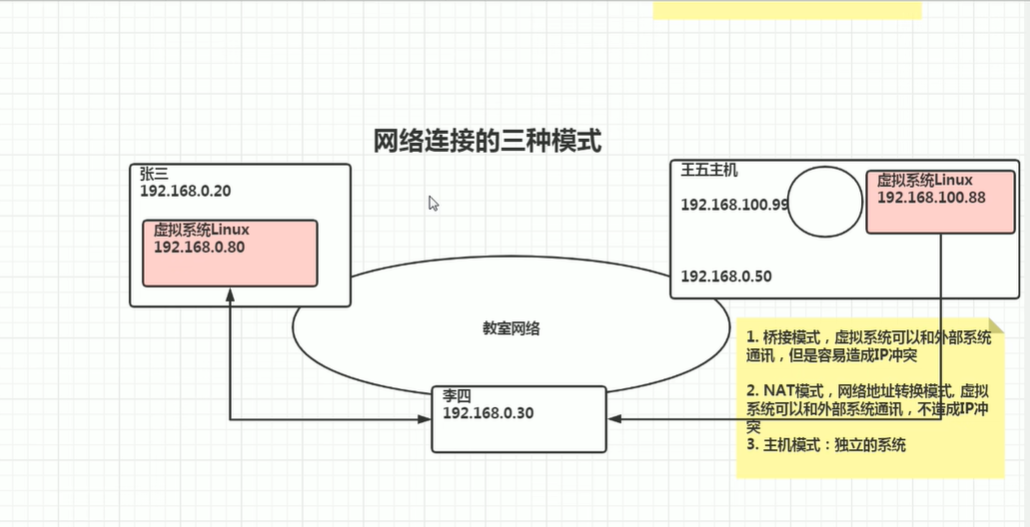 网络连接的三种模式
张三
192.168.0.20
虚拟系统Linux
192.168.0.80
王五主机
192.168.100.99
虚拟系统Linux
192.168.100.88
192.168.0.50
教室网络
李四
192.168.0.30
1. 桥接模式，虚拟系统可以和外部系统
通讯，但是容易造成IP冲突
2. NAT模式，网络地址转换模式, 虚拟
系统可以和外部系统通讯，不造成IP冲
突
3. 主机模式：独立的系统